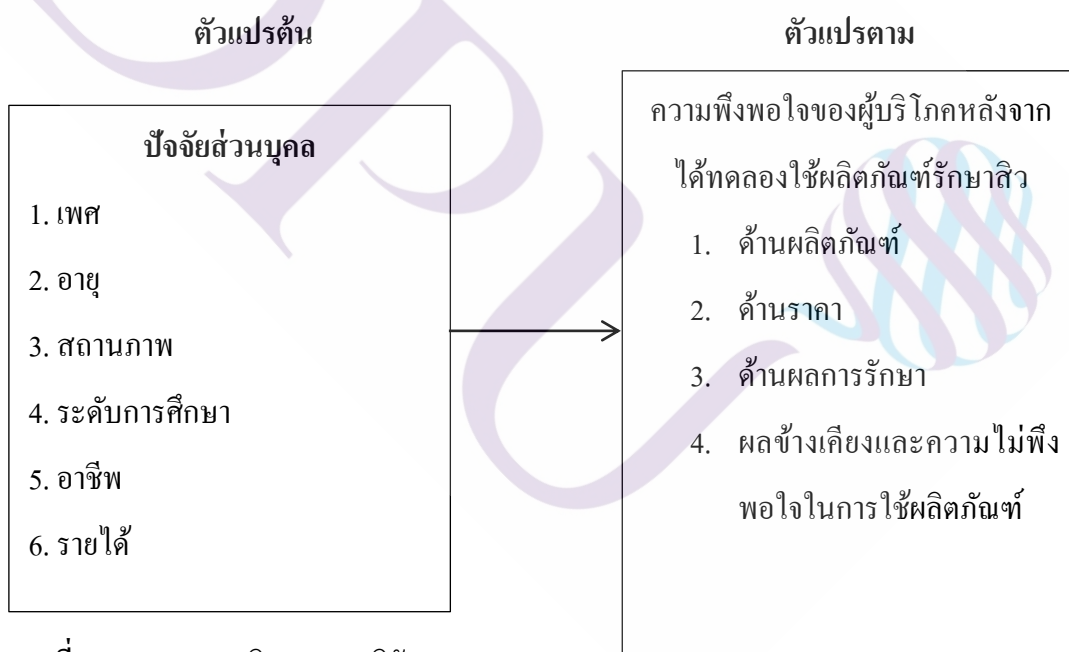 ตัวแปรต้น
ตัวแปรตาม
ปัจจัยส่วนบุคล
1. เพศ
2. อายุ
3. สถานภาพ
4. ระดับการศึกษา
5. อาชีพ
6. รายได้
ความพึงพอใจของผู้บริโภคหลังจาก
ได้ทดลองใช้ผลิตภัณฑ์รักษาสิว
1. ด้านผลิตภัณฑ์
2. ด้านราคา
3. ด้านผลการรักษา
4. ผลข้างเคียงและความไม่พึง
พอใจในการใช้ผลิตภัณฑ์